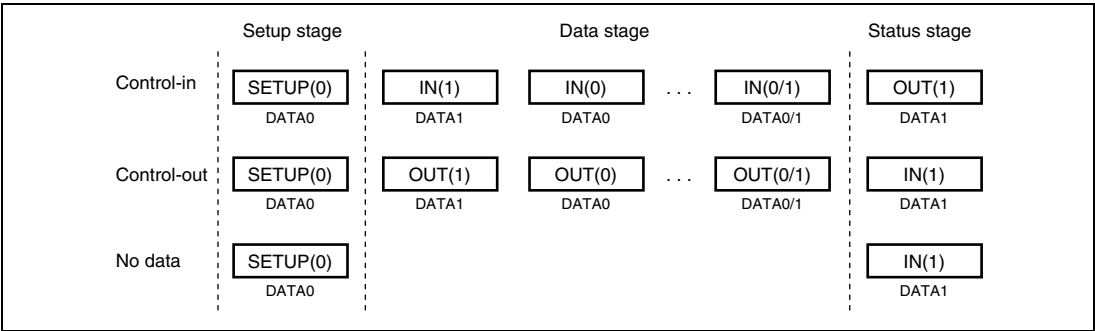 Setup stage Data stage Status stage
Control-in SETUP(0) IN(1) IN(0) . . . IN(0/1) OUT(1)
DATA0 DATA1 DATA0 DATA0/1 DATA1
Control-out SETUP(0) OUT(1) OUT(0) . . . OUT(0/1) IN(1)
DATA0 DATA1 DATA0 DATA0/1 DATA1
No data SETUP(0) IN(1)
DATA0 DATA1